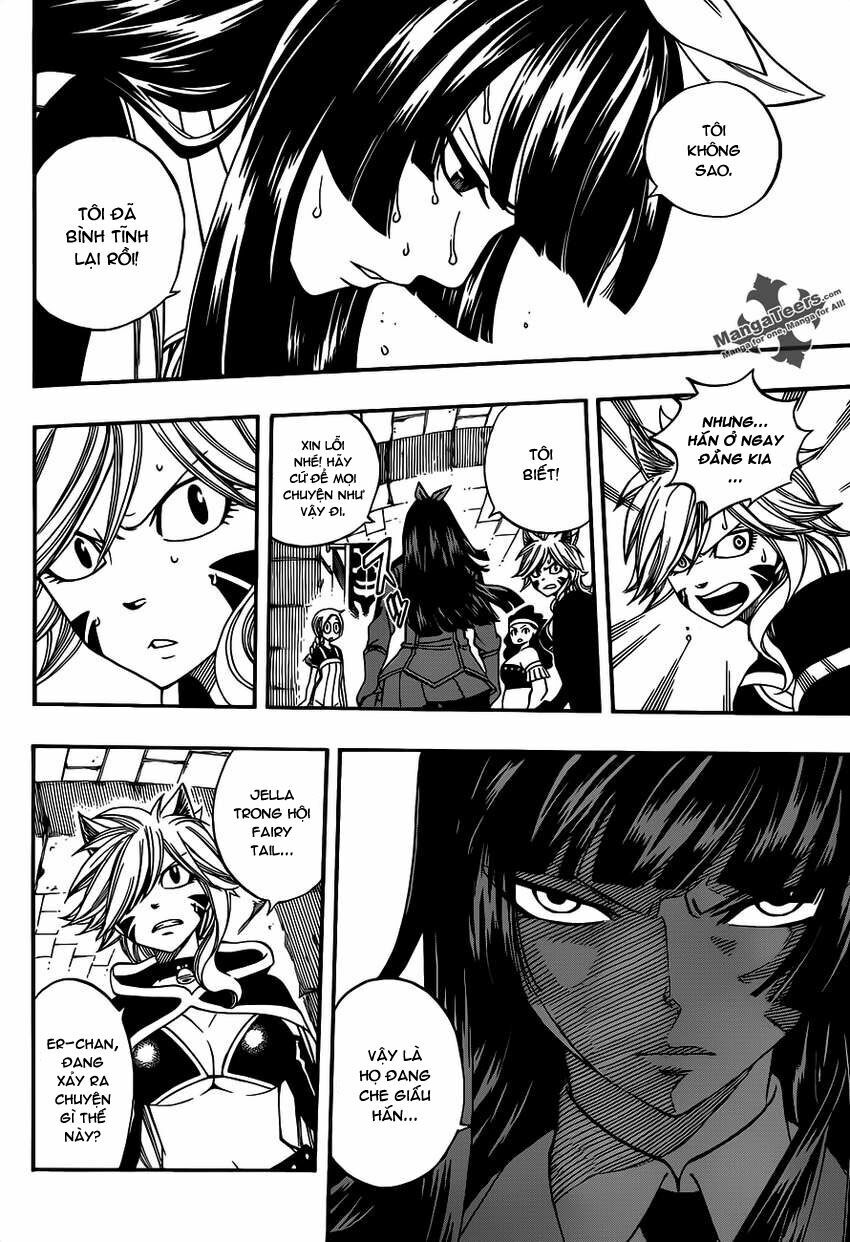 TÔI
KHÔNG
SAO.
TÔI ĐÃ
BÌNH TĨNH
LẠI RỒI!
MangaTeers.com
Manga for one, Manga for All!
NHƯNG...
HẮN Ở NGAY
ĐẰNG KIA
...
TÔI
BIẾT!
XIN LỖI
NHÉ! HÃY
CỨ ĐỂ MỌI
CHUYỆN NHƯ
VẬY ĐI.
VẬY LÀ
HỌ ĐANG
CHE GIẤU
HẮN...
JELLA
TRONG HỘI
FAIRY
TAIL...
ER-CHAN,
ĐANG
XẢY RA
CHUYỆN
GÌ THẾ
NÀY?